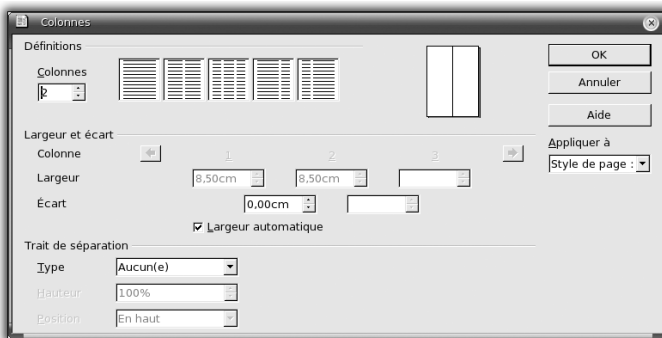 Colonnes
Définitions
Colonnes
2
OK
Annuler
Aide
Appliquer à
Style de page :
Largeur et écart
Colonne 1 2 3
Largeur 8,50cm 8,50cm
Écart 0,00cm
Largeur automatique
Trait de séparation
Type Aucun(e)
Hauteur 100%
Position En haut